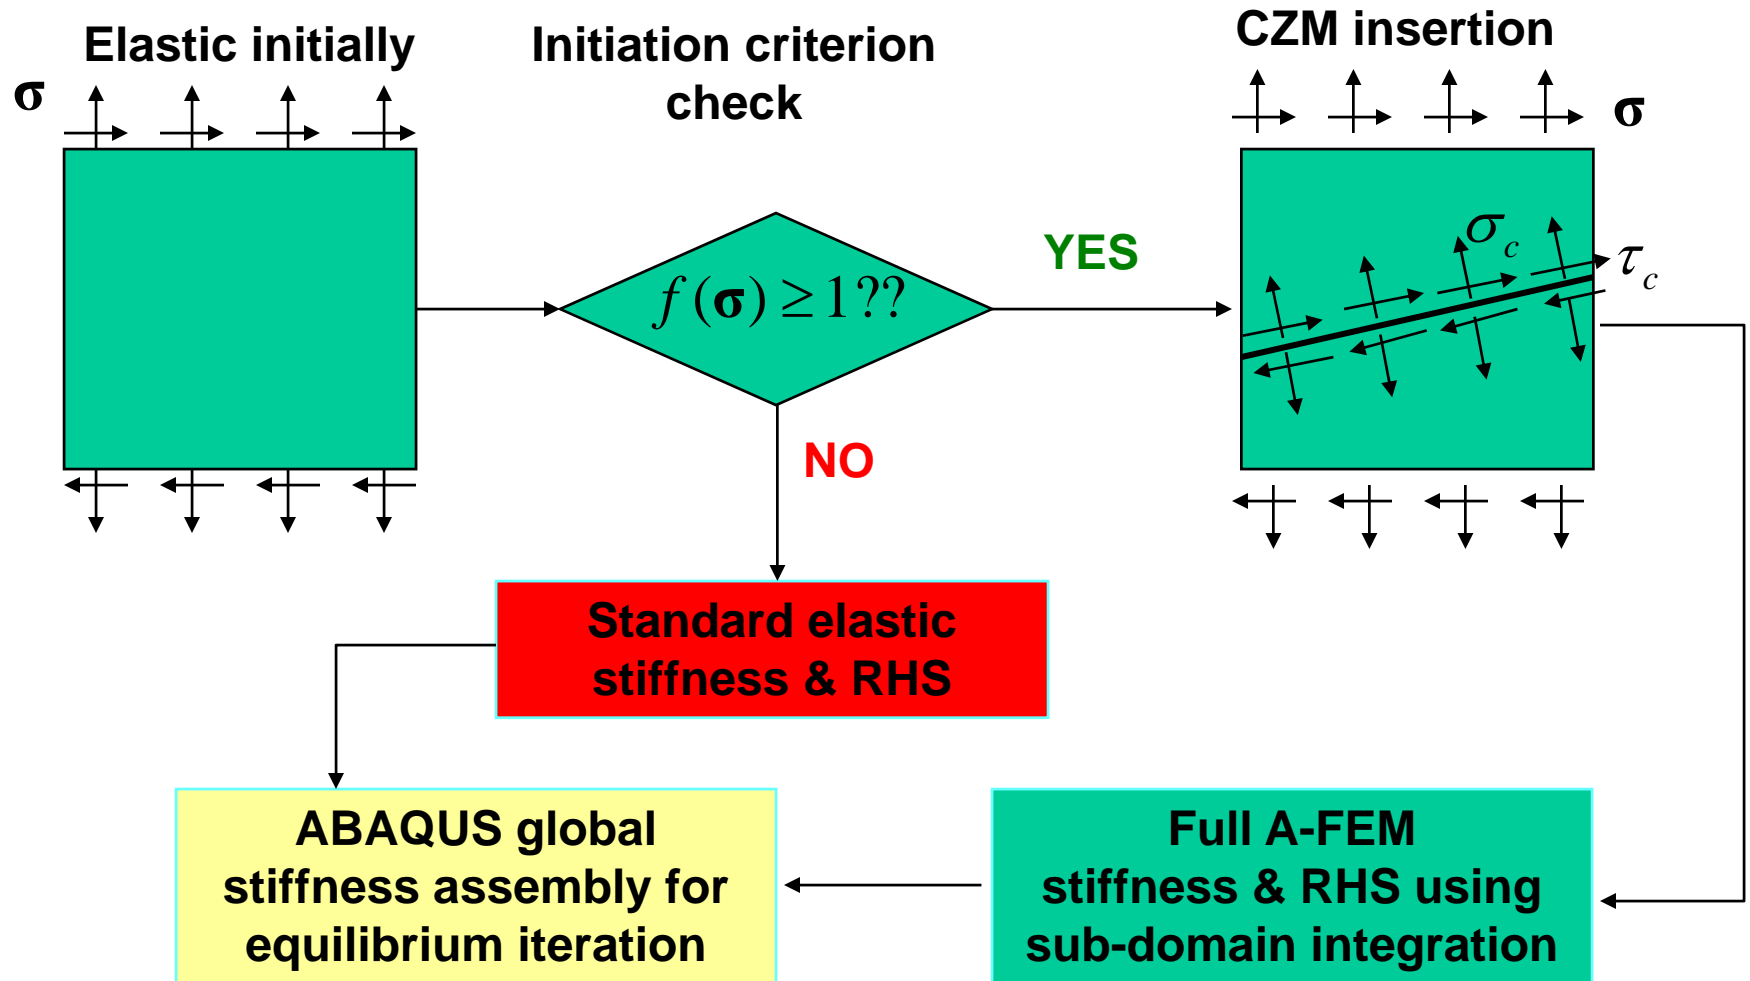 Elastic initially
σ
Initiation criterion
check
CZM insertion
σ
f (σ) ≥ 1??
YES
σc
τc
NO
Standard elastic
stiffness & RHS
ABAQUS global
stiffness assembly for
equilibrium iteration
Full A-FEM
stiffness & RHS using
sub-domain integration